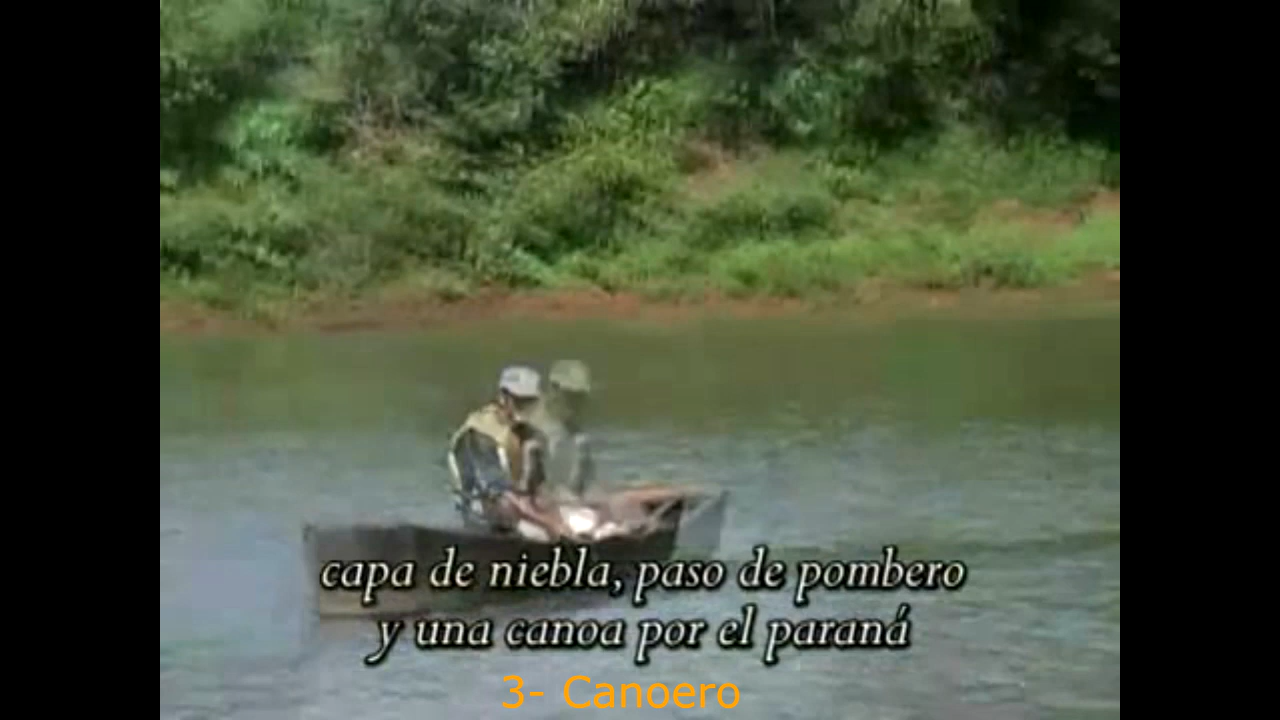 capa de niebla, paso de pombero
y una canoa por el paraná
3- Canoero